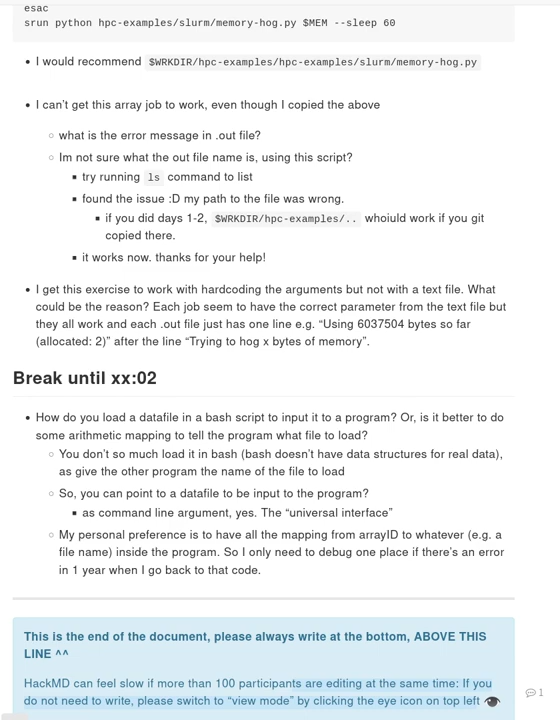 esac
srun python hpc-examples/slurm/memory-hog.py $MEM --sleep 60
• I would recommend $WRKDIR/hpc-examples/hpc-examples/slurm/memory-hog.py
• I can’t get this array job to work, even though I copied the above
◦ what is the error message in .out file?
◦ Im not sure what the out file name is, using this script?
▪ try running ls command to list
▪ found the issue :D my path to the file was wrong.
▪ if you did days 1-2, $WRKDIR/hpc-examples/.. whoiuld work if you git
copied there.
▪ it works now. thanks for your help!
• I get this exercise to work with hardcoding the arguments but not with a text file. What
could be the reason? Each job seem to have the correct parameter from the text file but
they all work and each .out file just has one line e.g. “Using 6037504 bytes so far
(allocated: 2)” after the line “Trying to hog x bytes of memory”.
Break until xx:02
• How do you load a datafile in a bash script to input it to a program? Or, is it better to do
some arithmetic mapping to tell the program what file to load?
◦ You don’t so much load it in bash (bash doesn’t have data structures for real data),
as give the other program the name of the file to load
◦ So, you can point to a datafile to be input to the program?
▪ as command line argument, yes. The “universal interface”
◦ My personal preference is to have all the mapping from arrayID to whatever (e.g. a
file name) inside the program. So I only need to debug one place if there’s an error
in 1 year when I go back to that code.
This is the end of the document, please always write at the bottom, ABOVE THIS
LINE ^^
HackMD can feel slow if more than 100 participants are editing at the same time: If you
do not need to write, please switch to “view mode” by clicking the eye icon on top left 👁
1